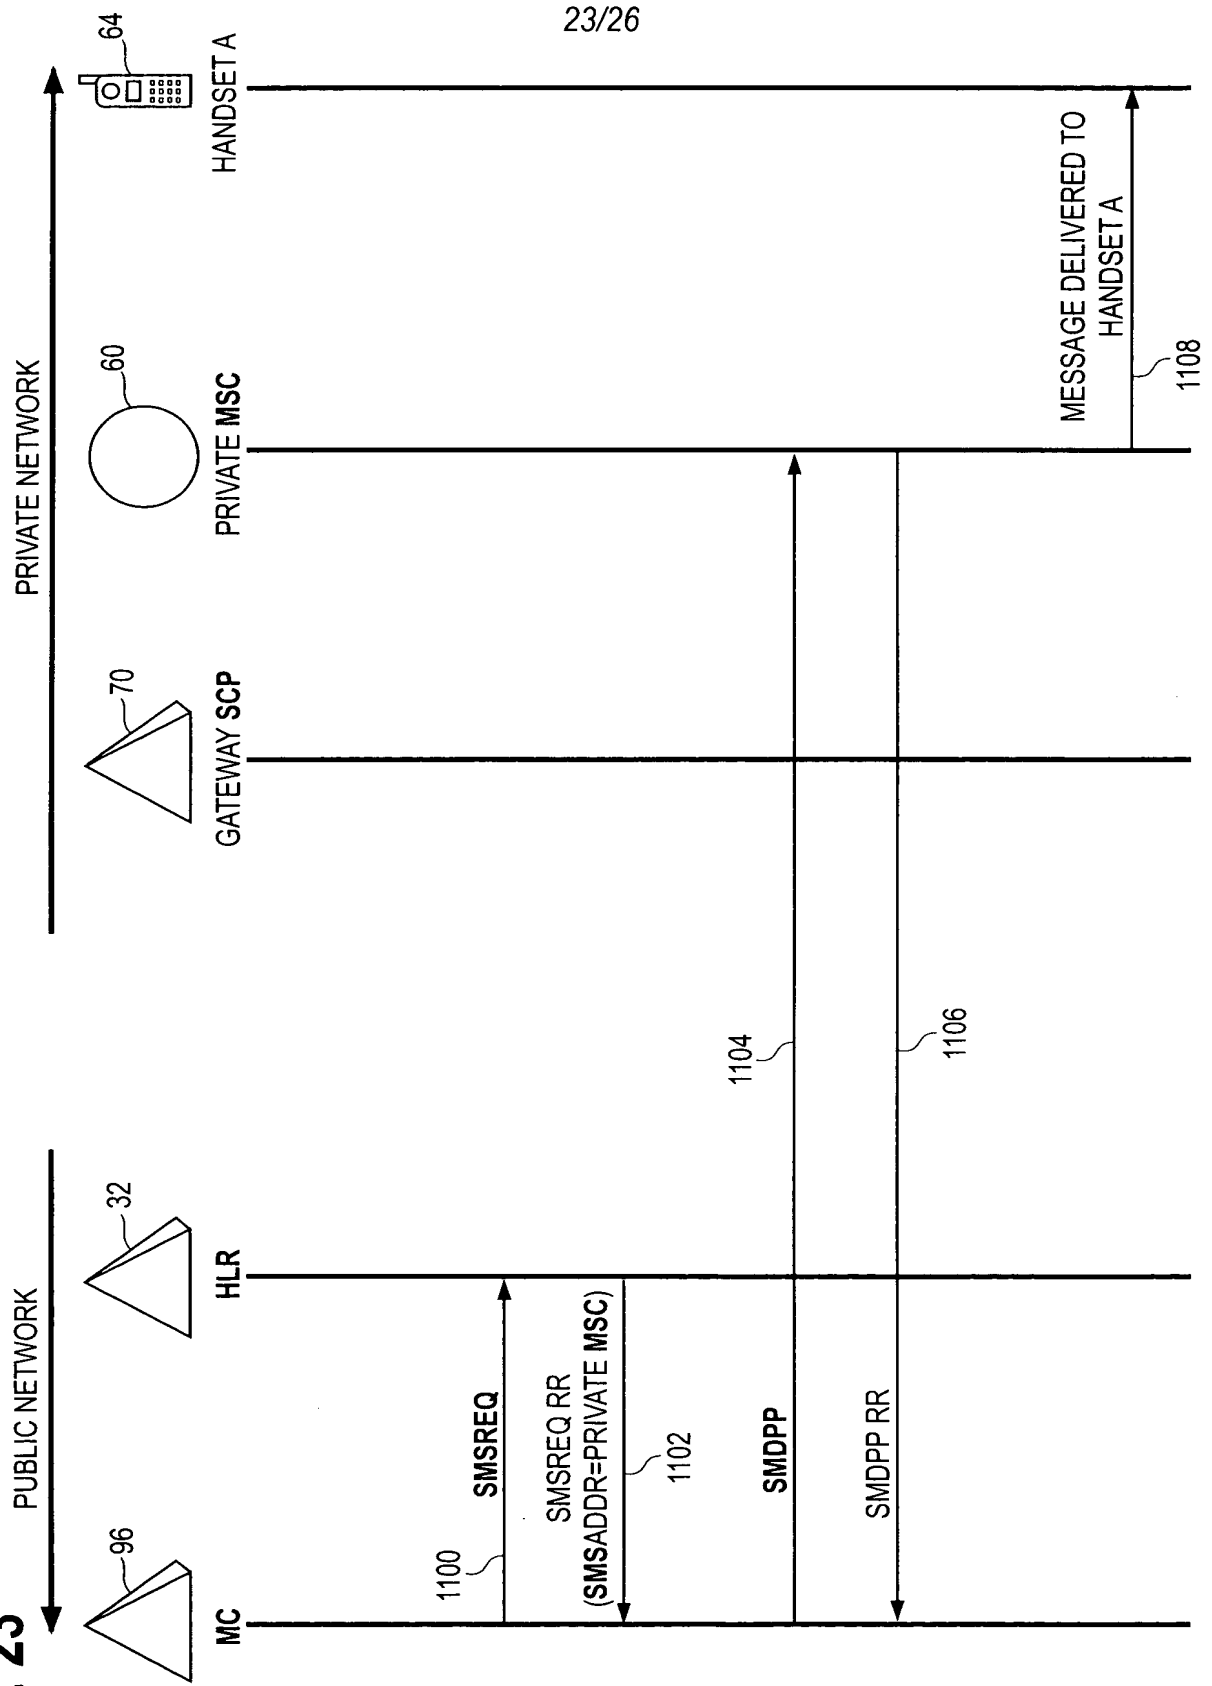 23/26
23
PUBLIC NETWORK
PRIVATE NETWORK
96
32
70
60
64
MC
HLR
GATEWAY SCP
PRIVATE MSC
HANDSET A
SMSREQ
1100
SMSREQ RR
(SMSADDR=PRIVATE MSC)
1102
SMDPP
1104
SMDPP RR
1106
MESSAGE DELIVERED TO
HANDSET A
1108